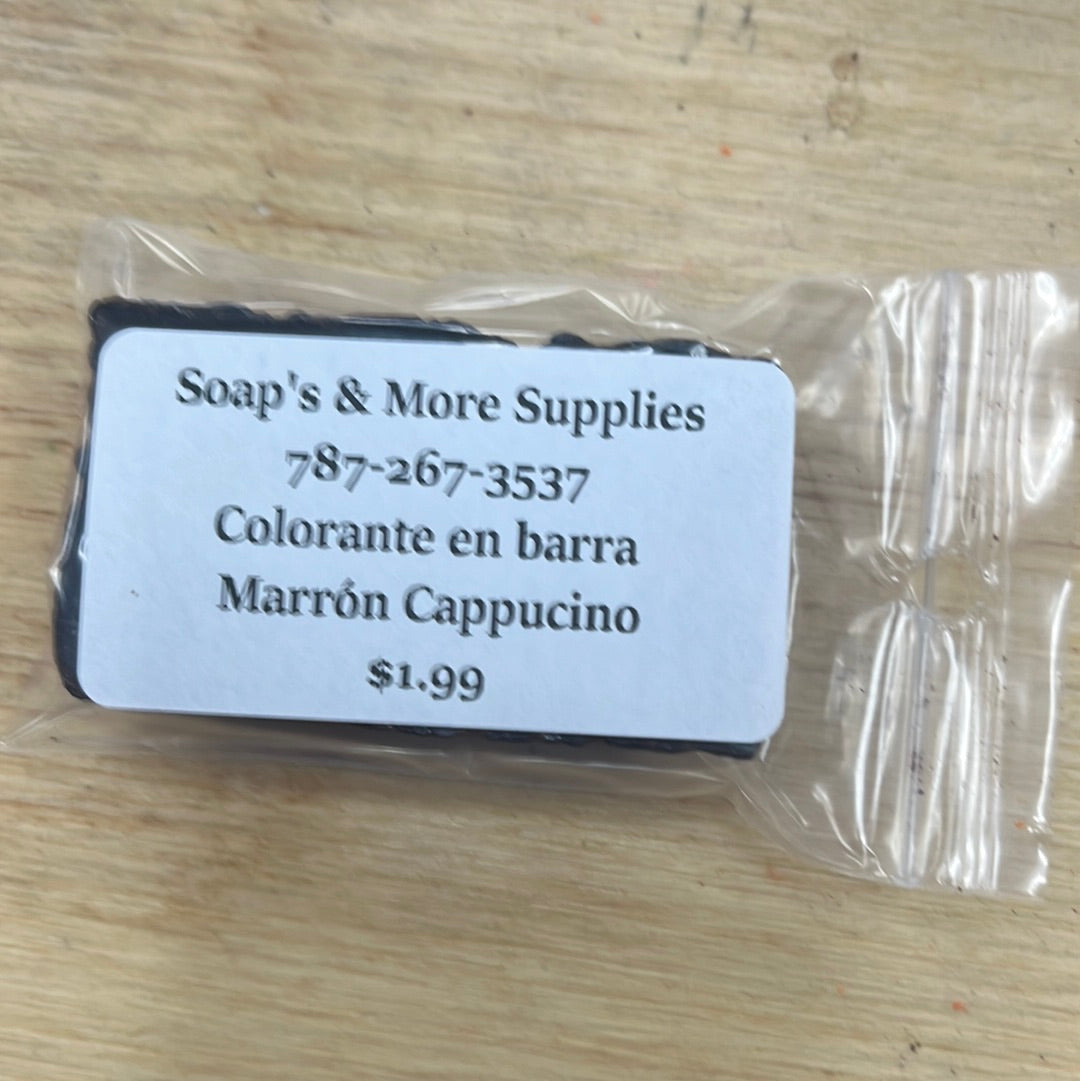 Soap's & More Supplies
787-267-3537
Colorante en barra
Marrón Cappucino
$1.99